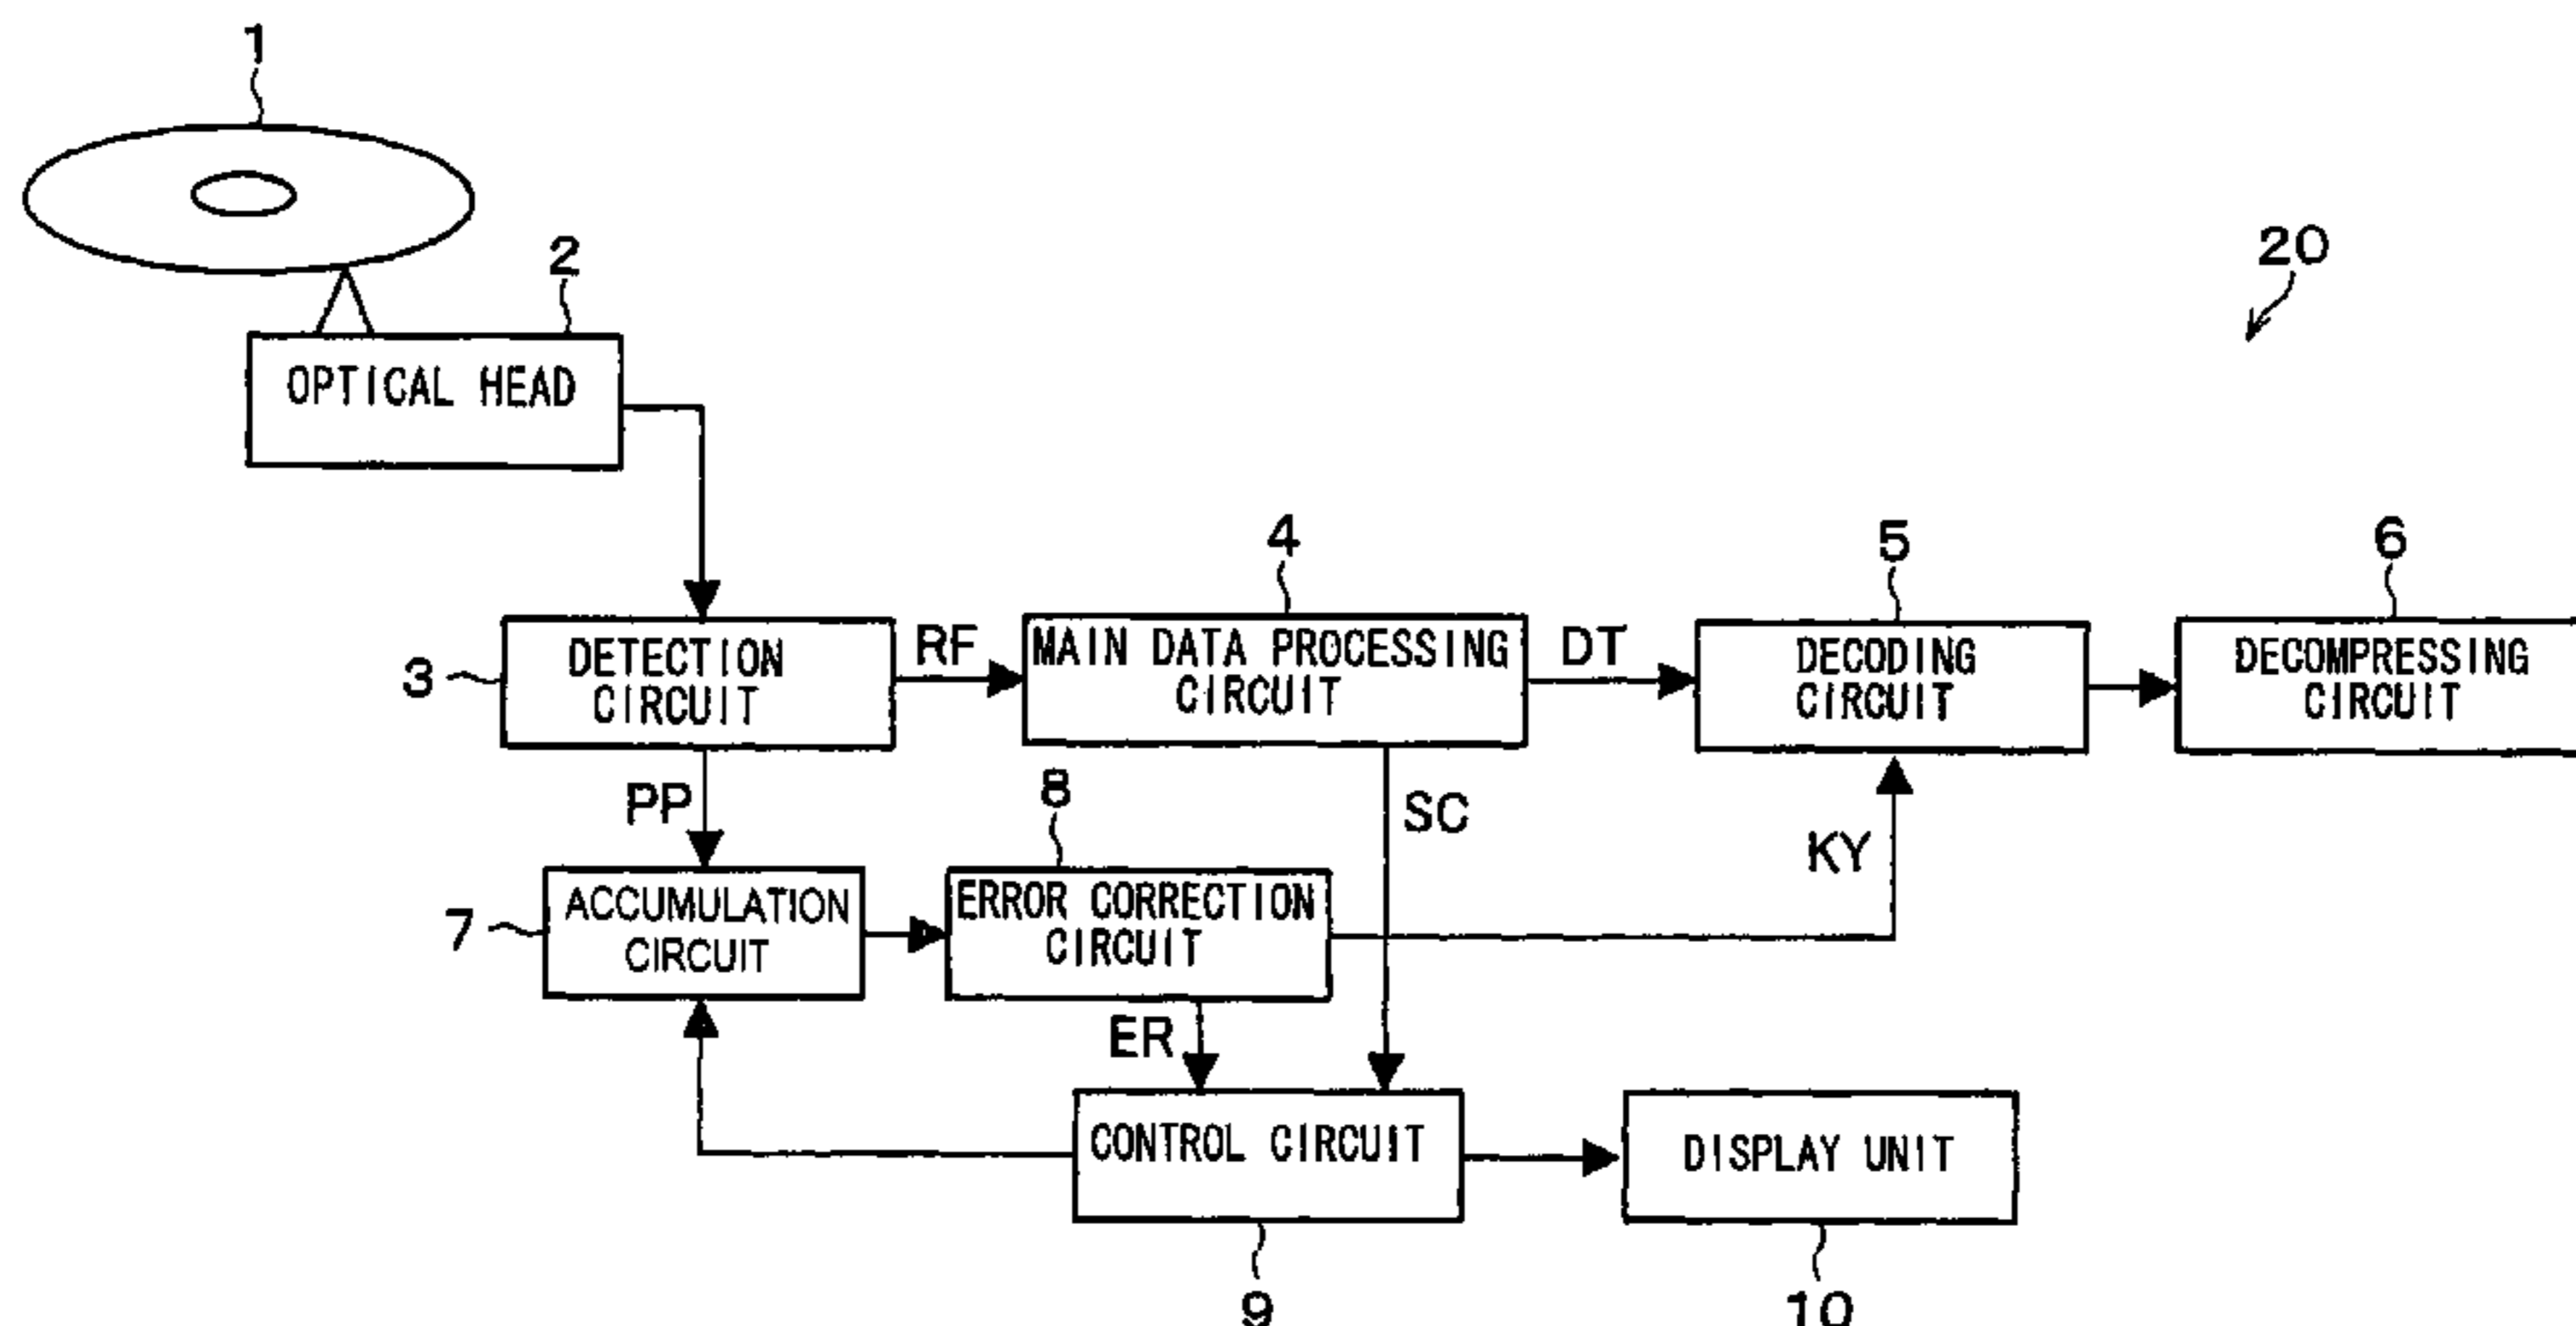 1
2
20
OPTICAL HEAD
4
5
6
3
DETECTION
CIRCUIT
RF
MAIN DATA PROCESSING
CIRCUIT
DT
DECODING
CIRCUIT
DECOMPRESSING
CIRCUIT
PP
8
SC
KY
7
ACCUMULATION
CIRCUIT
ERROR CORRECTION
CIRCUIT
ER
CONTROL CIRCUIT
DISPLAY UNIT
9
10